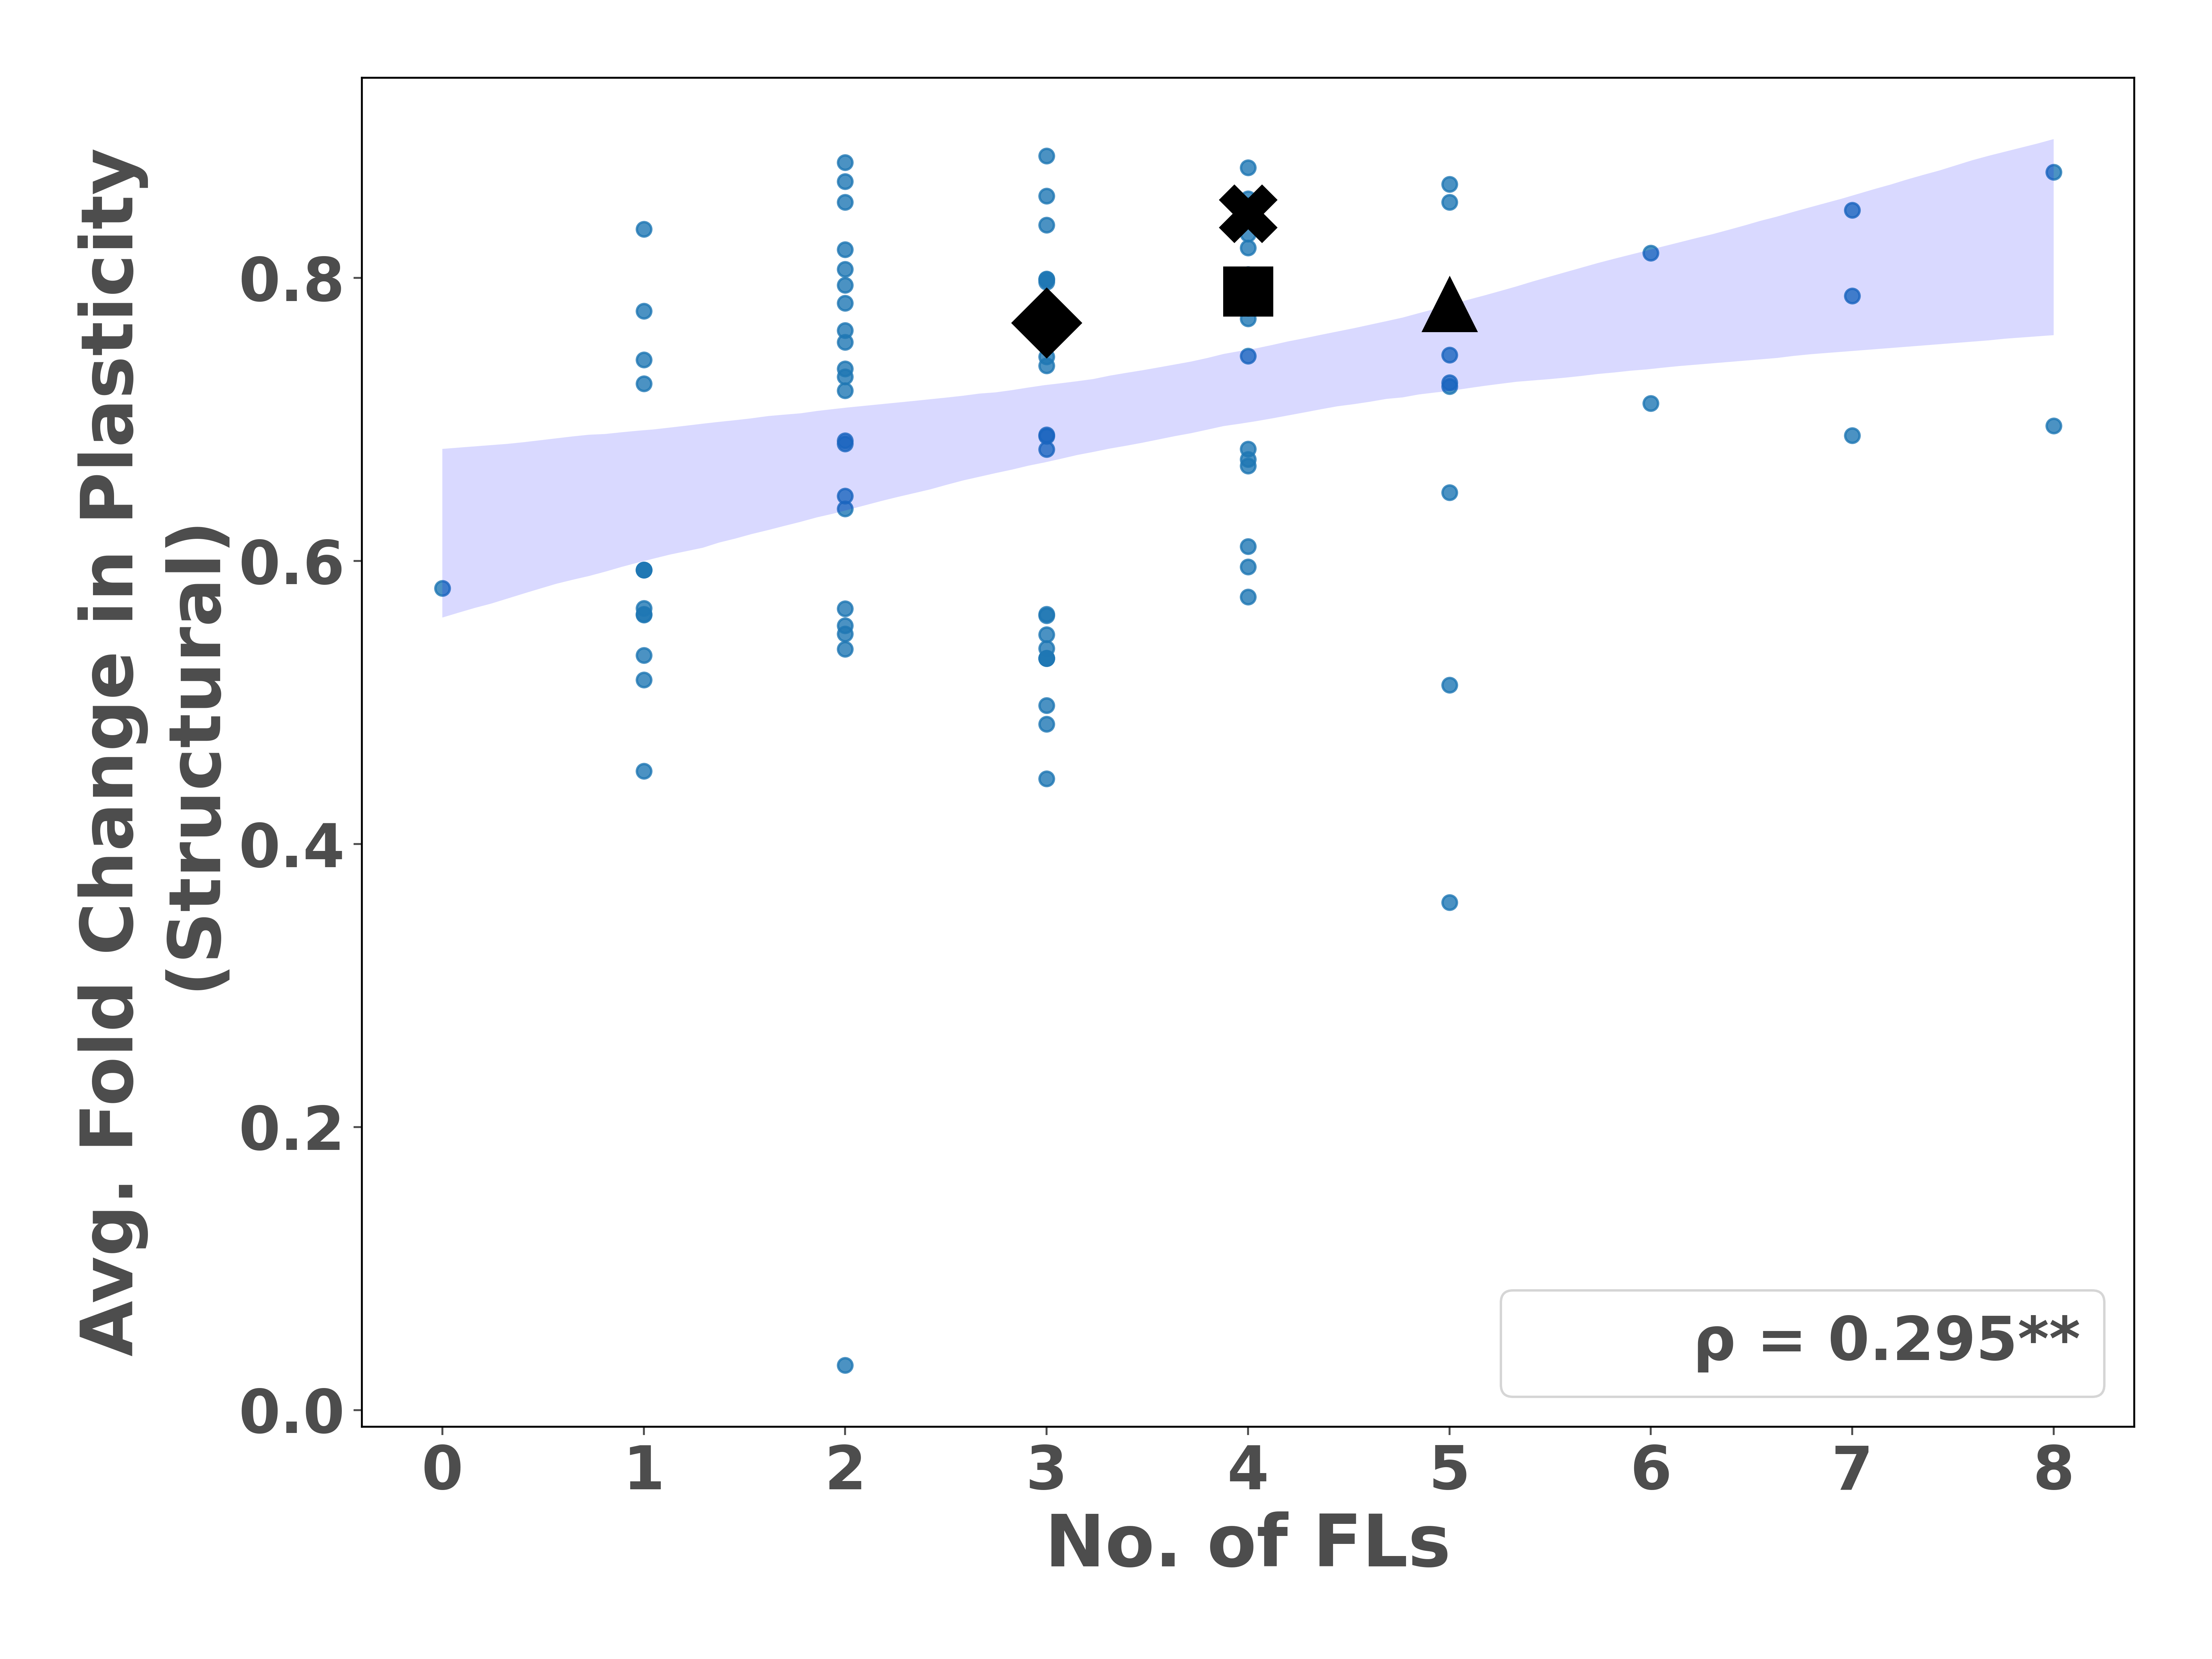 Avg. Fold Change in Plasticity
(Structural)
0.8
0.6
0.4
0.2
0.0
ρ = 0.295**
0 1 2 3 4 5 6 7 8
No. of FLs